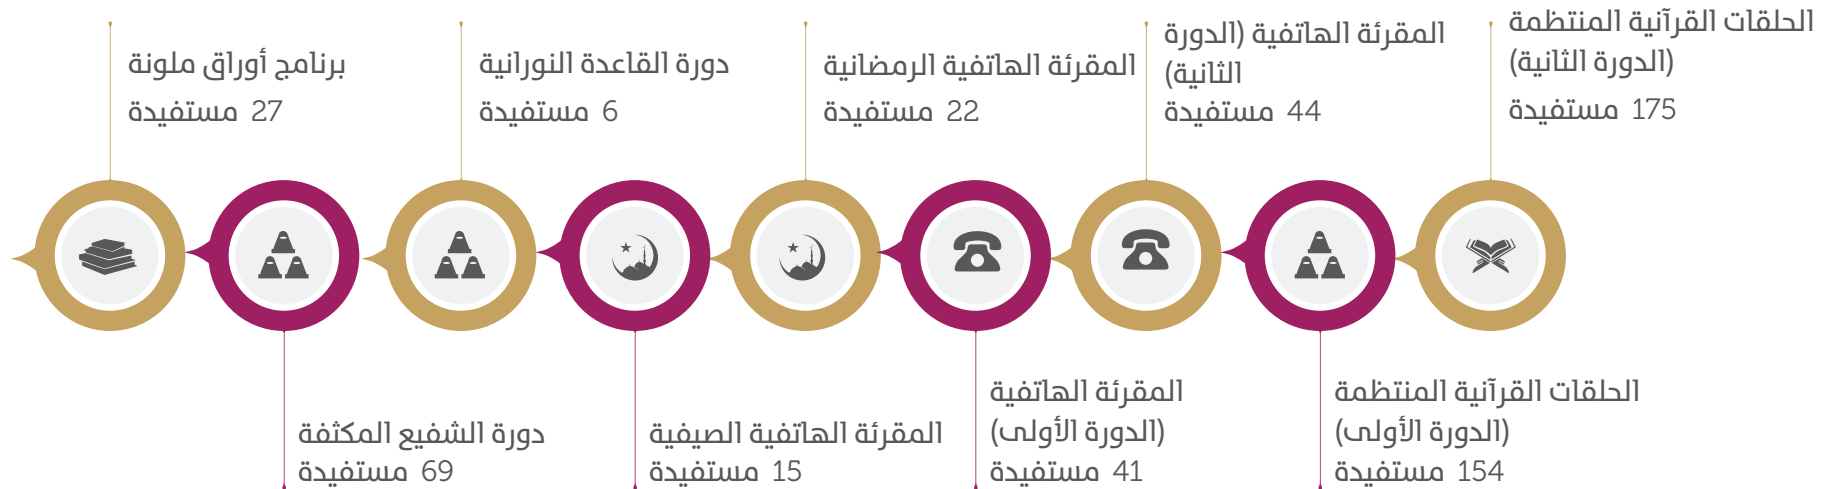 الحلقات القرآنية المنتظمة
(الدورة الثانية)
175 مستفيدة
الحلقات القرآنية المنتظمة
(الدورة الأولى)
154 مستفيدة
المقرئة الهاتفية (الدورة
الثانية)
44 مستفيدة
المقرئة الهاتفية
(الدورة الأولى)
41 مستفيدة
المقرئة الهاتفية الرمضانية
22 مستفيدة
المقرئة الهاتفية الصيفية
15 مستفيدة
دورة القاعدة النورانية
6 مستفيدة
دورة الشفيع المكثفة
69 مستفيدة
برنامج أوراق ملونة
27 مستفيدة